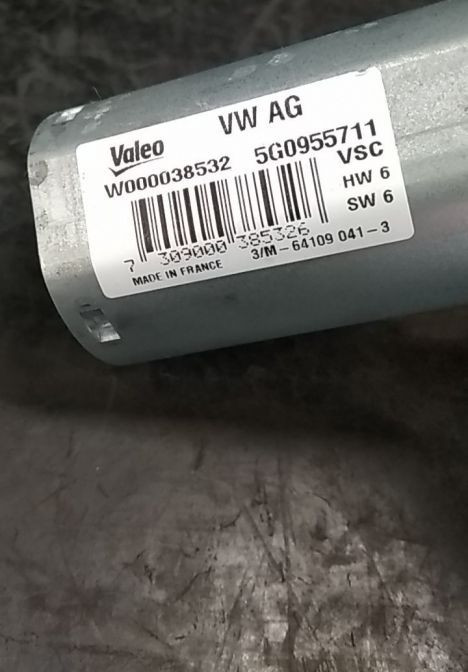 VW AG
Valeo
W000038532 5G0955711
VSC
HW 6
SW 6
7 309000 385326
MADE IN FRANCE 3/M-64109 041-3